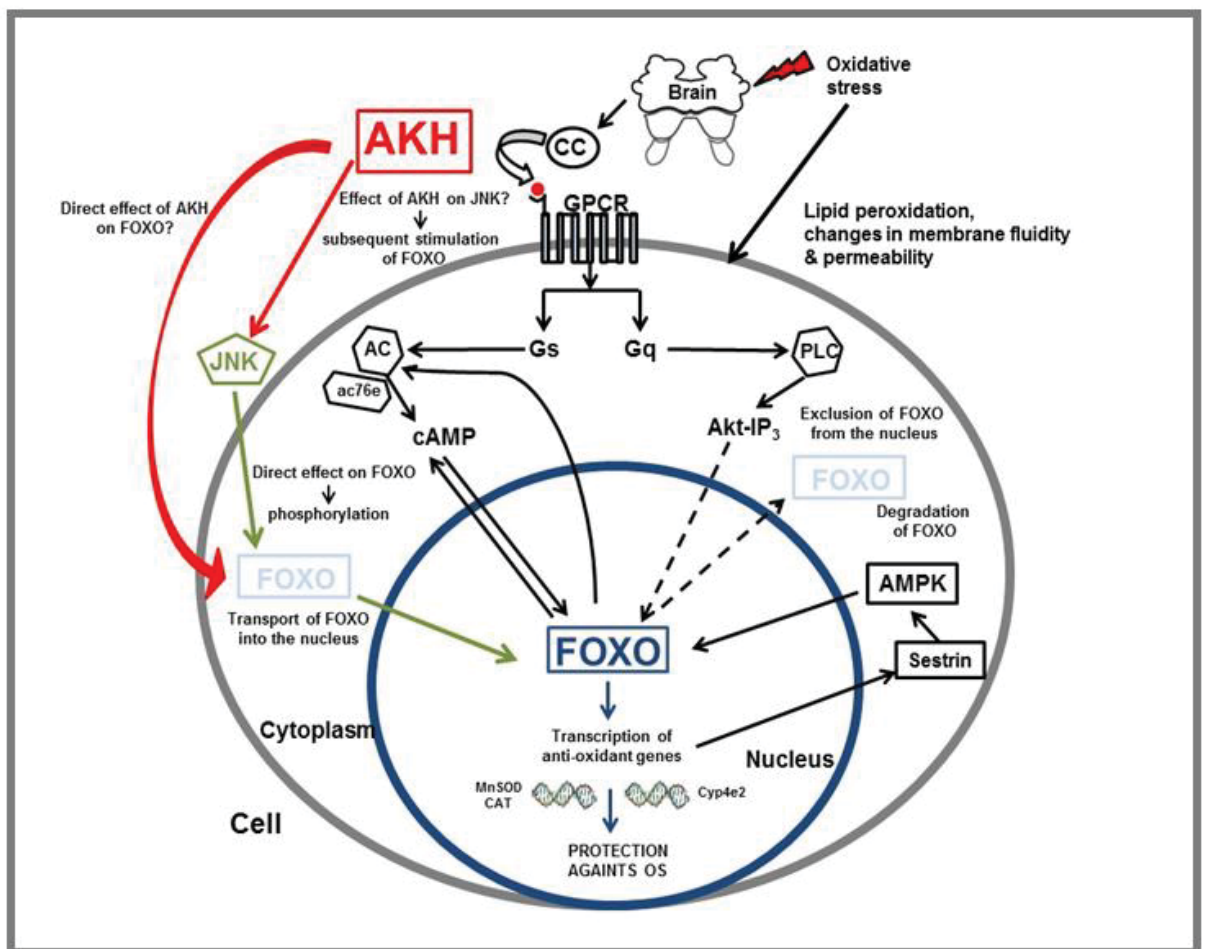 Oxidative
stress
Brain
CC
AKH
Direct effect of AKH
on FOXO?
Effect of AKH on JNK?
subsequent stimulation
of FOXO
GPCR
Lipid peroxidation,
changes in membrane fluidity
& permeability
JNK
AC
ac76e
Gs
Gq
PLC
cAMP
Akt-IP3
Exclusion of FOXO
from the nucleus
FOXO
Degradation
of FOXO
Direct effect on FOXO
phosphorylation
FOXO
Transport of FOXO
into the nucleus
AMPK
Sestrin
FOXO
Cytoplasm
Transcription of
anti-oxidant genes
Nucleus
MnSOD
CAT
Cyp4e2
Cell
PROTECTION
AGAINTS OS